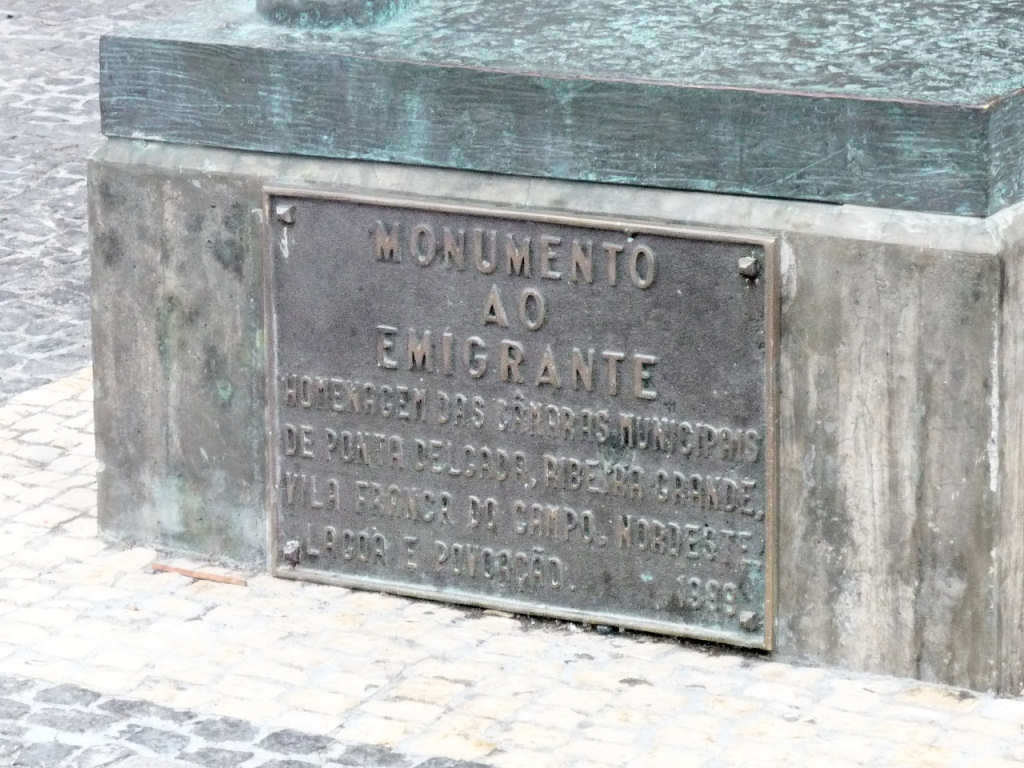 MONUMENTO
AO
EMIGRANTE
HOMENAGEM DAS CÂMARAS MUNICIPAIS
DE PONTA DELGADA, RIBEIRA GRANDE,
VILA FRANCA DO CAMPO, NORDESTE,
LAGOA E POVOAÇÃO. 1999